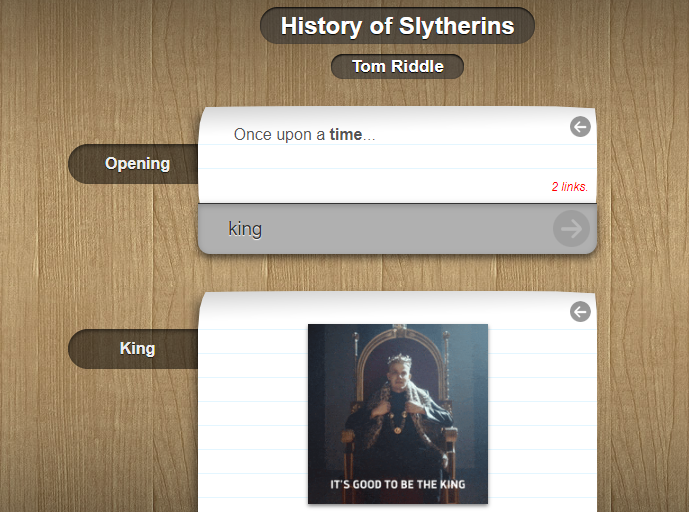 History of Slytherins
Tom Riddle
Opening
Once upon a time...
2 links.
king
King
IT'S GOOD TO BE THE KING